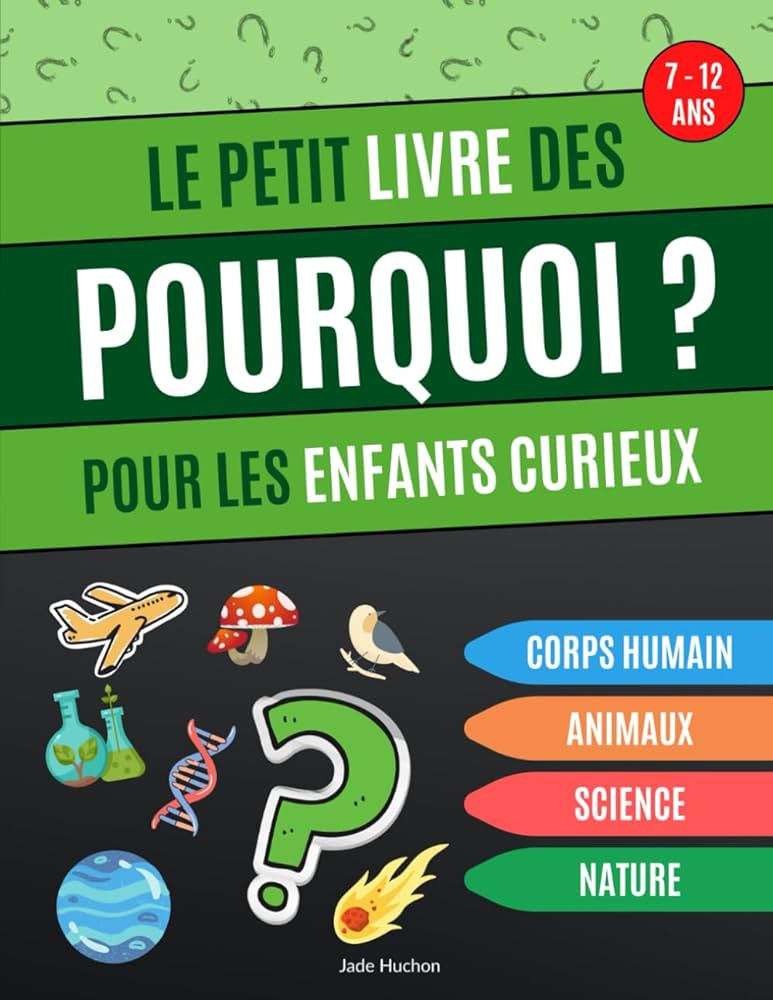 7 - 12
ANS
LE PETIT LIVRE DES
POURQUOI ?
POUR LES ENFANTS CURIEUX
CORPS HUMAIN
ANIMAUX
SCIENCE
NATURE
Jade Huchon